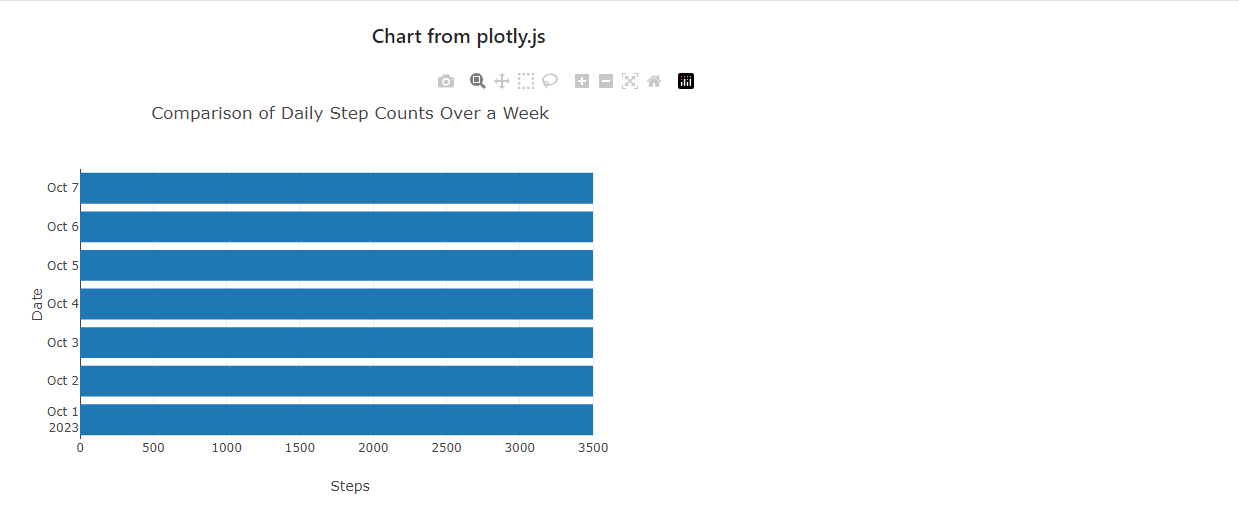 Chart from plotly.js
Comparison of Daily Step Counts Over a Week
Oct 7
Oct 6
Oct 5
Oct 4
Oct 3
Oct 2
Oct 1
2023
Date
0 500 1000 1500 2000 2500 3000 3500
Steps